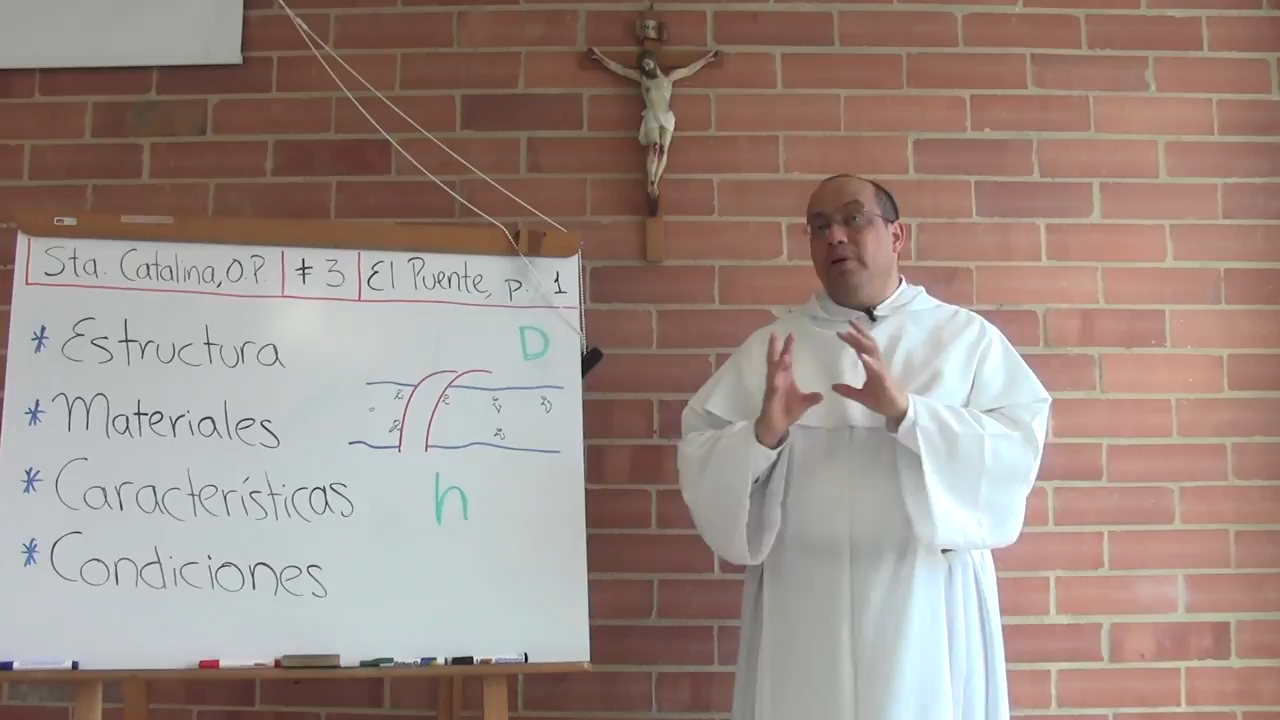 Sta. Catalina, O.P. | # 3 | El Puente, p. 1
* Estructura
D
* Materiales
* Características
h
* Condiciones